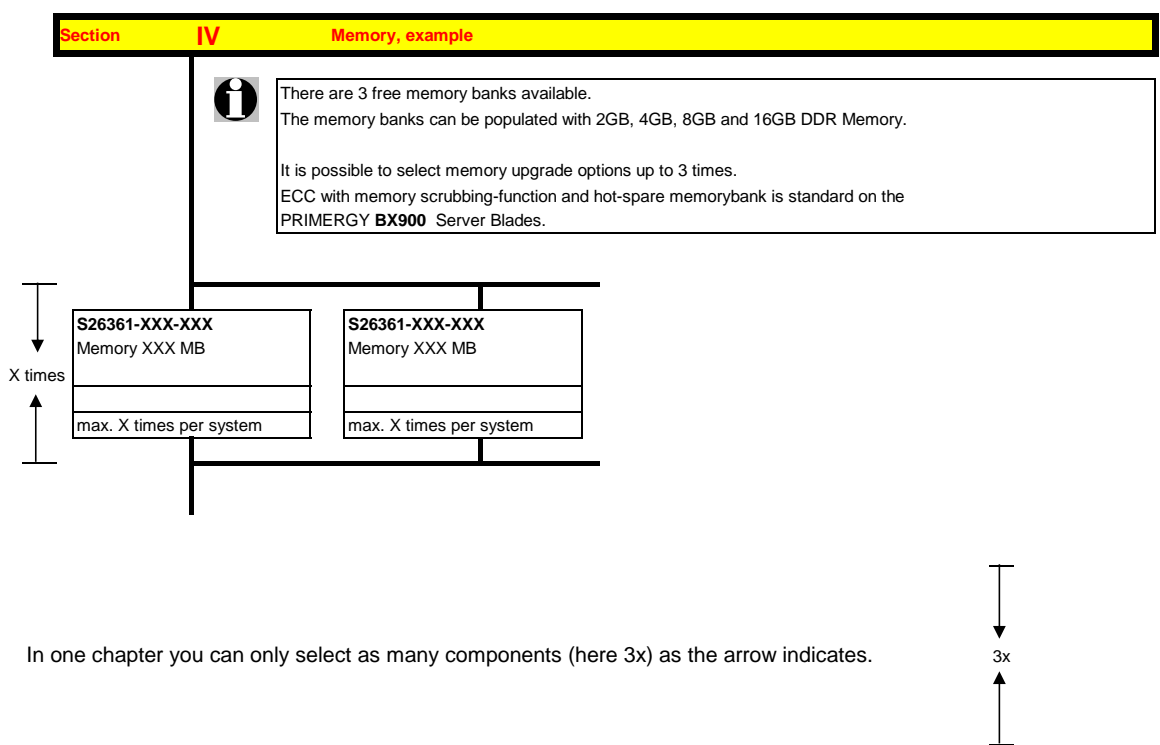 Section IV Memory, example
There are 3 free memory banks available.
The memory banks can be populated with 2GB, 4GB, 8GB and 16GB DDR Memory.
It is possible to select memory upgrade options up to 3 times.
ECC with memory scrubbing-function and hot-spare memorybank is standard on the
PRIMERGY BX900 Server Blades.
S26361-XXX-XXX
Memory XXX MB
max. X times per system
S26361-XXX-XXX
Memory XXX MB
max. X times per system
X times
In one chapter you can only select as many components (here 3x) as the arrow indicates.
3x